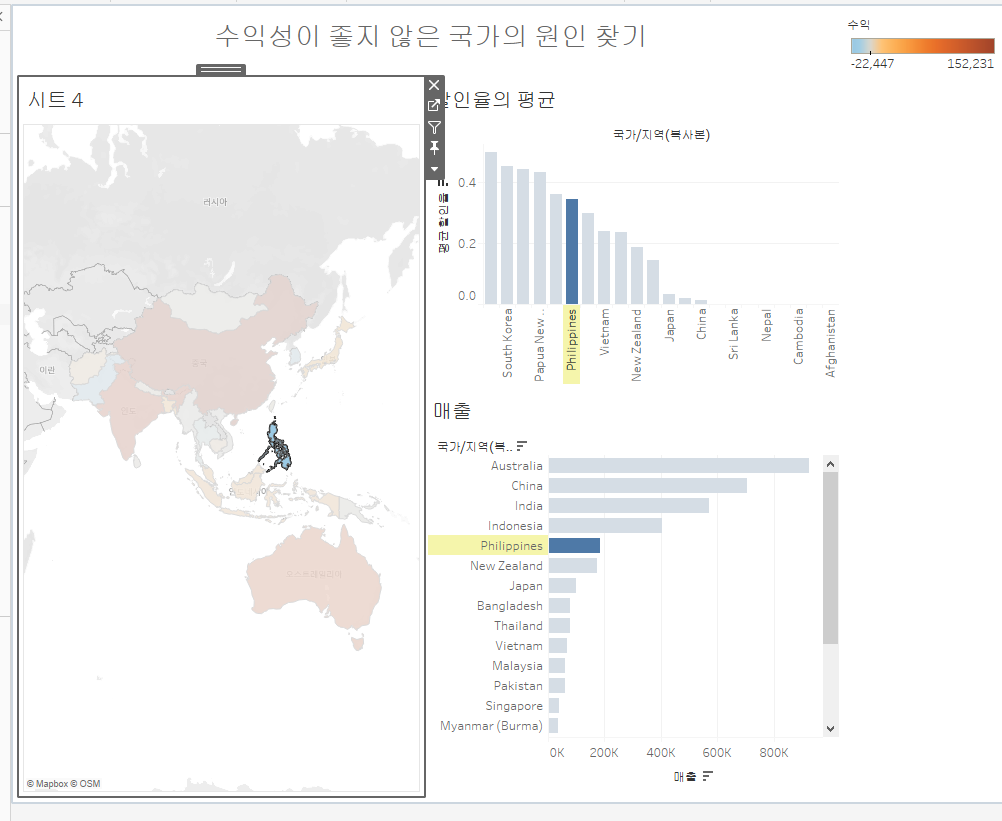 수익성이 좋지 않은 국가의 원인 찾기
수익
-22,447 152,231
시트 4
러시아
이란
중국
인도
오스트레일리아
© Mapbox © OSM
할인율의 평균
국가/지역(복사본)
평균 할인율
0.4
0.2
0.0
South Korea
Papua New ..
Philippines
Vietnam
New Zealand
Japan
China
Sri Lanka
Nepal
Cambodia
Afghanistan
매출
국가/지역(복..
Australia
China
India
Indonesia
Philippines
New Zealand
Japan
Bangladesh
Thailand
Vietnam
Malaysia
Pakistan
Singapore
Myanmar (Burma)
0K 200K 400K 600K 800K
매출